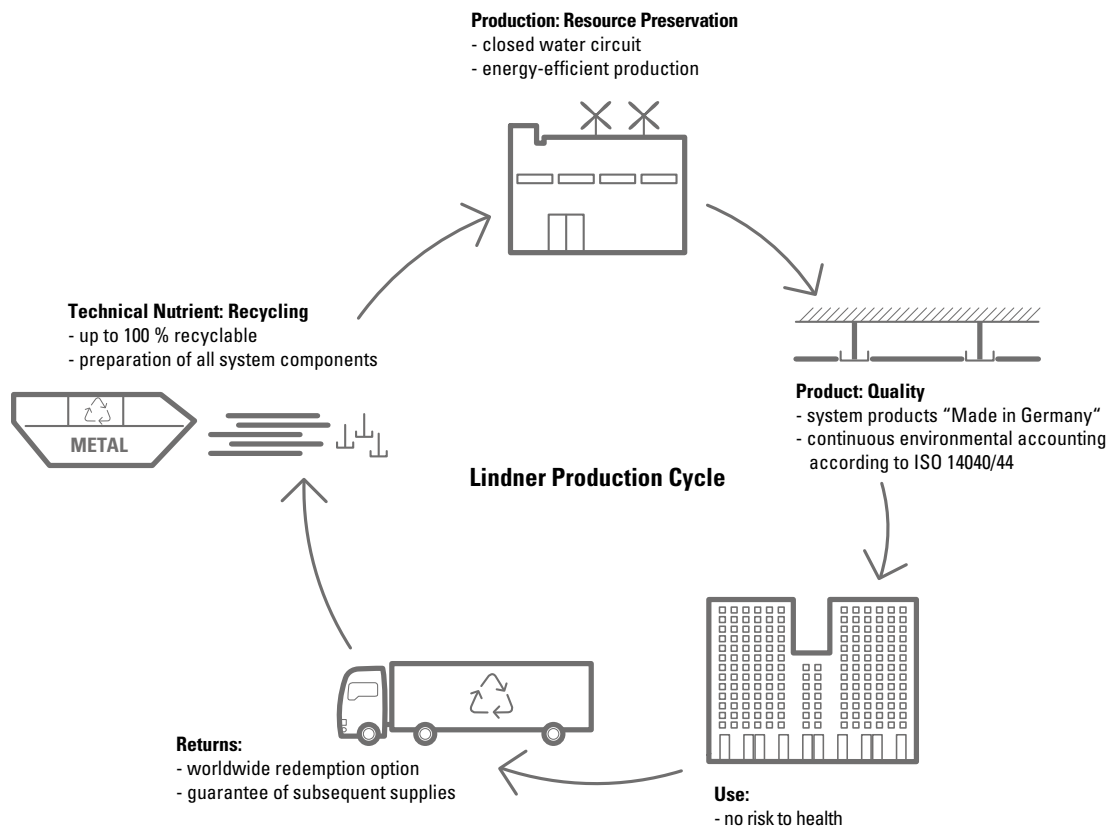 Production: Resource Preservation
- closed water circuit
- energy-efficient production
Technical Nutrient: Recycling
- up to 100 % recyclable
- preparation of all system components
METAL
Product: Quality
- system products “Made in Germany“
- continuous environmental accounting
according to ISO 14040/44
Lindner Production Cycle
Returns:
- worldwide redemption option
- guarantee of subsequent supplies
Use:
- no risk to health